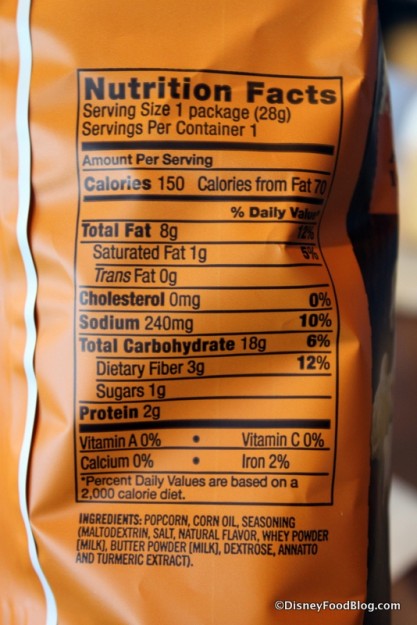 Nutrition Facts
Serving Size 1 package (28g)
Servings Per Container 1
Amount Per Serving
Calories 150 Calories from Fat 70
% Daily Value*
Total Fat 8g 12%
Saturated Fat 1g 5%
Trans Fat 0g
Cholesterol 0mg 0%
Sodium 240mg 10%
Total Carbohydrate 18g 6%
Dietary Fiber 3g 12%
Sugars 1g
Protein 2g
Vitamin A 0% • Vitamin C 0%
Calcium 0% • Iron 2%
*Percent Daily Values are based on a
2,000 calorie diet.
INGREDIENTS: POPCORN, CORN OIL, SEASONING
(MALTODEXTRIN, SALT, NATURAL FLAVOR, WHEY POWDER
[MILK], BUTTER POWDER [MILK], DEXTROSE, ANNATTO
AND TURMERIC EXTRACT).
©DisneyFoodBlog.com